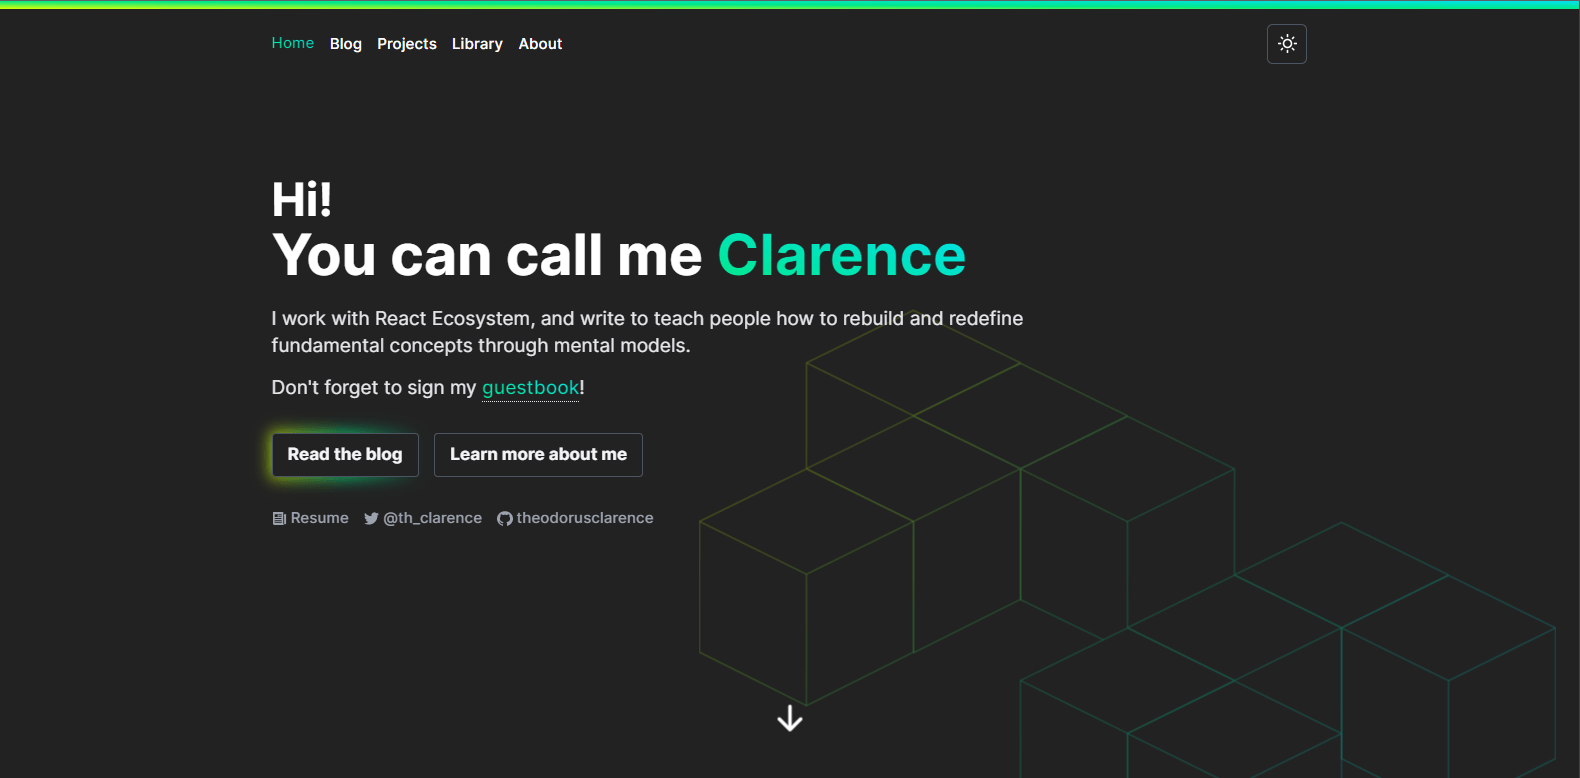 Home Blog Projects Library About
Hi!
You can call me Clarence
I work with React Ecosystem, and write to teach people how to rebuild and redefine
fundamental concepts through mental models.
Don't forget to sign my guestbook!
Read the blog Learn more about me
Resume @th_clarence theodorusclarence